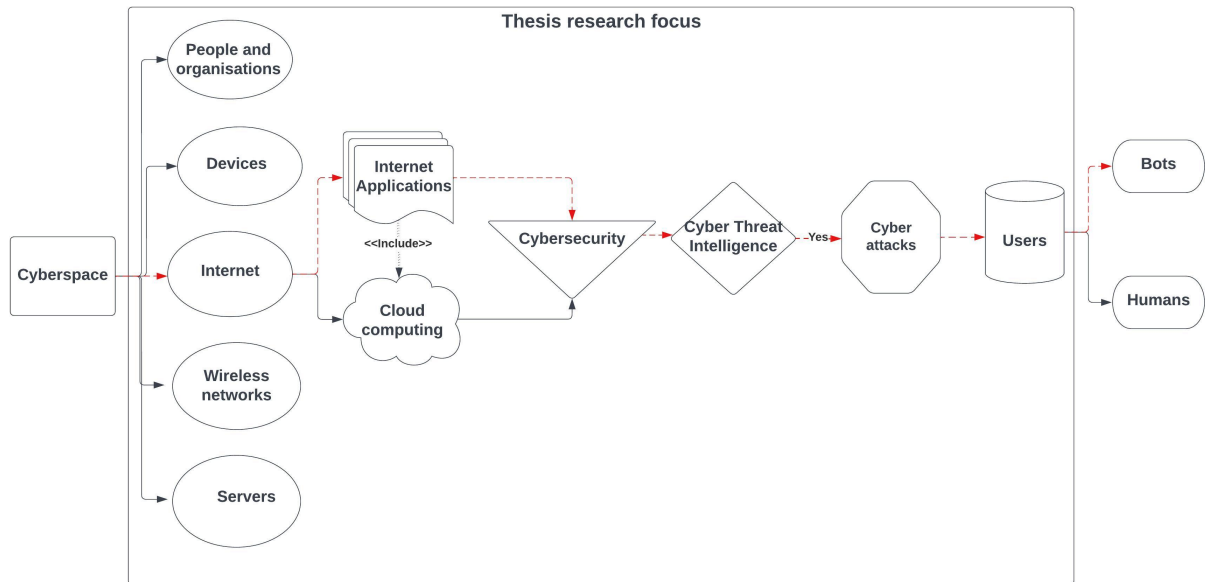 Thesis research focus
People and
organisations
Devices
Internet
Applications
Bots
<<Include>>
Cybersecurity
Cyber Threat
Intelligence
Yes
Cyber
attacks
Users
Cyberspace
Internet
Cloud
computing
Humans
Wireless
networks
Servers